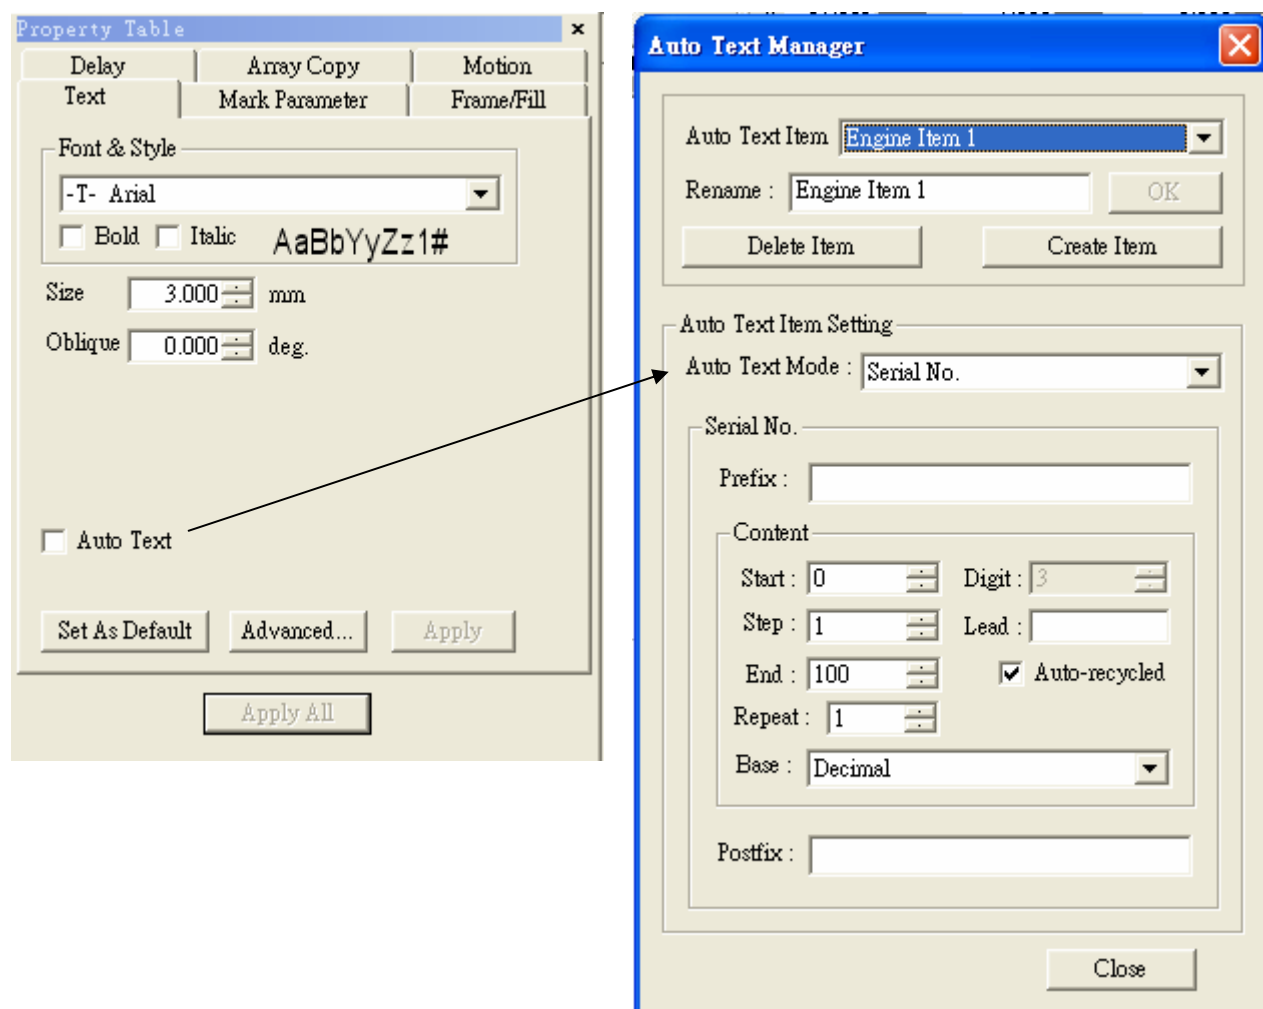 Property Table
Delay
Array Copy
Motion
Text
Mark Parameter
Frame/Fill
Font & Style
-T- Arial
Bold
Italic
AaBbYyZz1#
Size 3.000 mm
Oblique 0.000 deg.
Auto Text
Set As Default
Advanced...
Apply
Apply All
Auto Text Manager
Auto Text Item Engine Item 1
Rename : Engine Item 1 OK
Delete Item
Create Item
Auto Text Item Setting
Auto Text Mode : Serial No.
Serial No.
Prefix :
Content
Start : 0 Digit : 3
Step : 1 Lead :
End : 100 Auto-recycled
Repeat : 1
Base : Decimal
Postfix :
Close